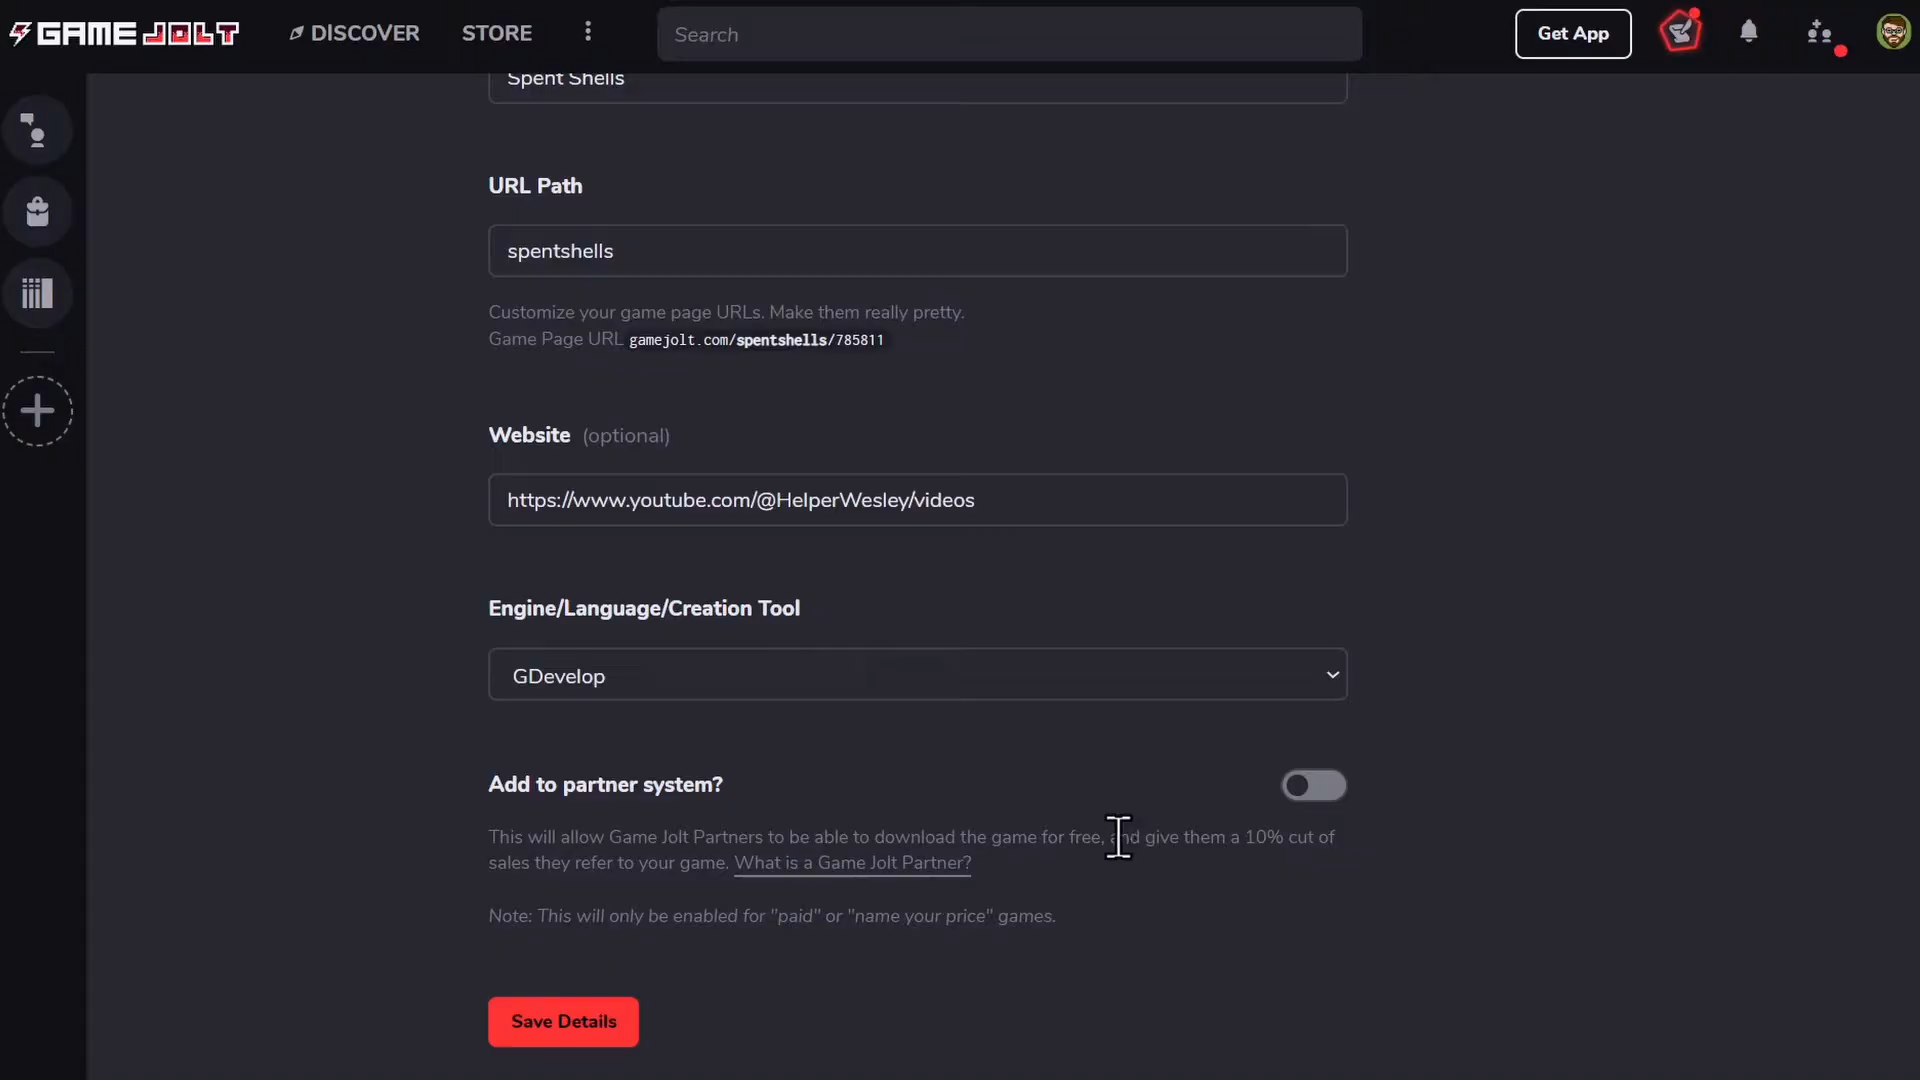 GAME JOLT
DISCOVER
STORE
Search
Get App
Spent Shells
URL Path
spentshells
Customize your game page URLs. Make them really pretty.
Game Page URL gamejolt.com/spentshells/785811
Website (optional)
https://www.youtube.com/@HelperWesley/videos
Engine/Language/Creation Tool
GDevelop
Add to partner system?
This will allow Game Jolt Partners to be able to download the game for free, and give them a 10% cut of
sales they refer to your game. What is a Game Jolt Partner?
Note: This will only be enabled for "paid" or "name your price" games.
Save Details